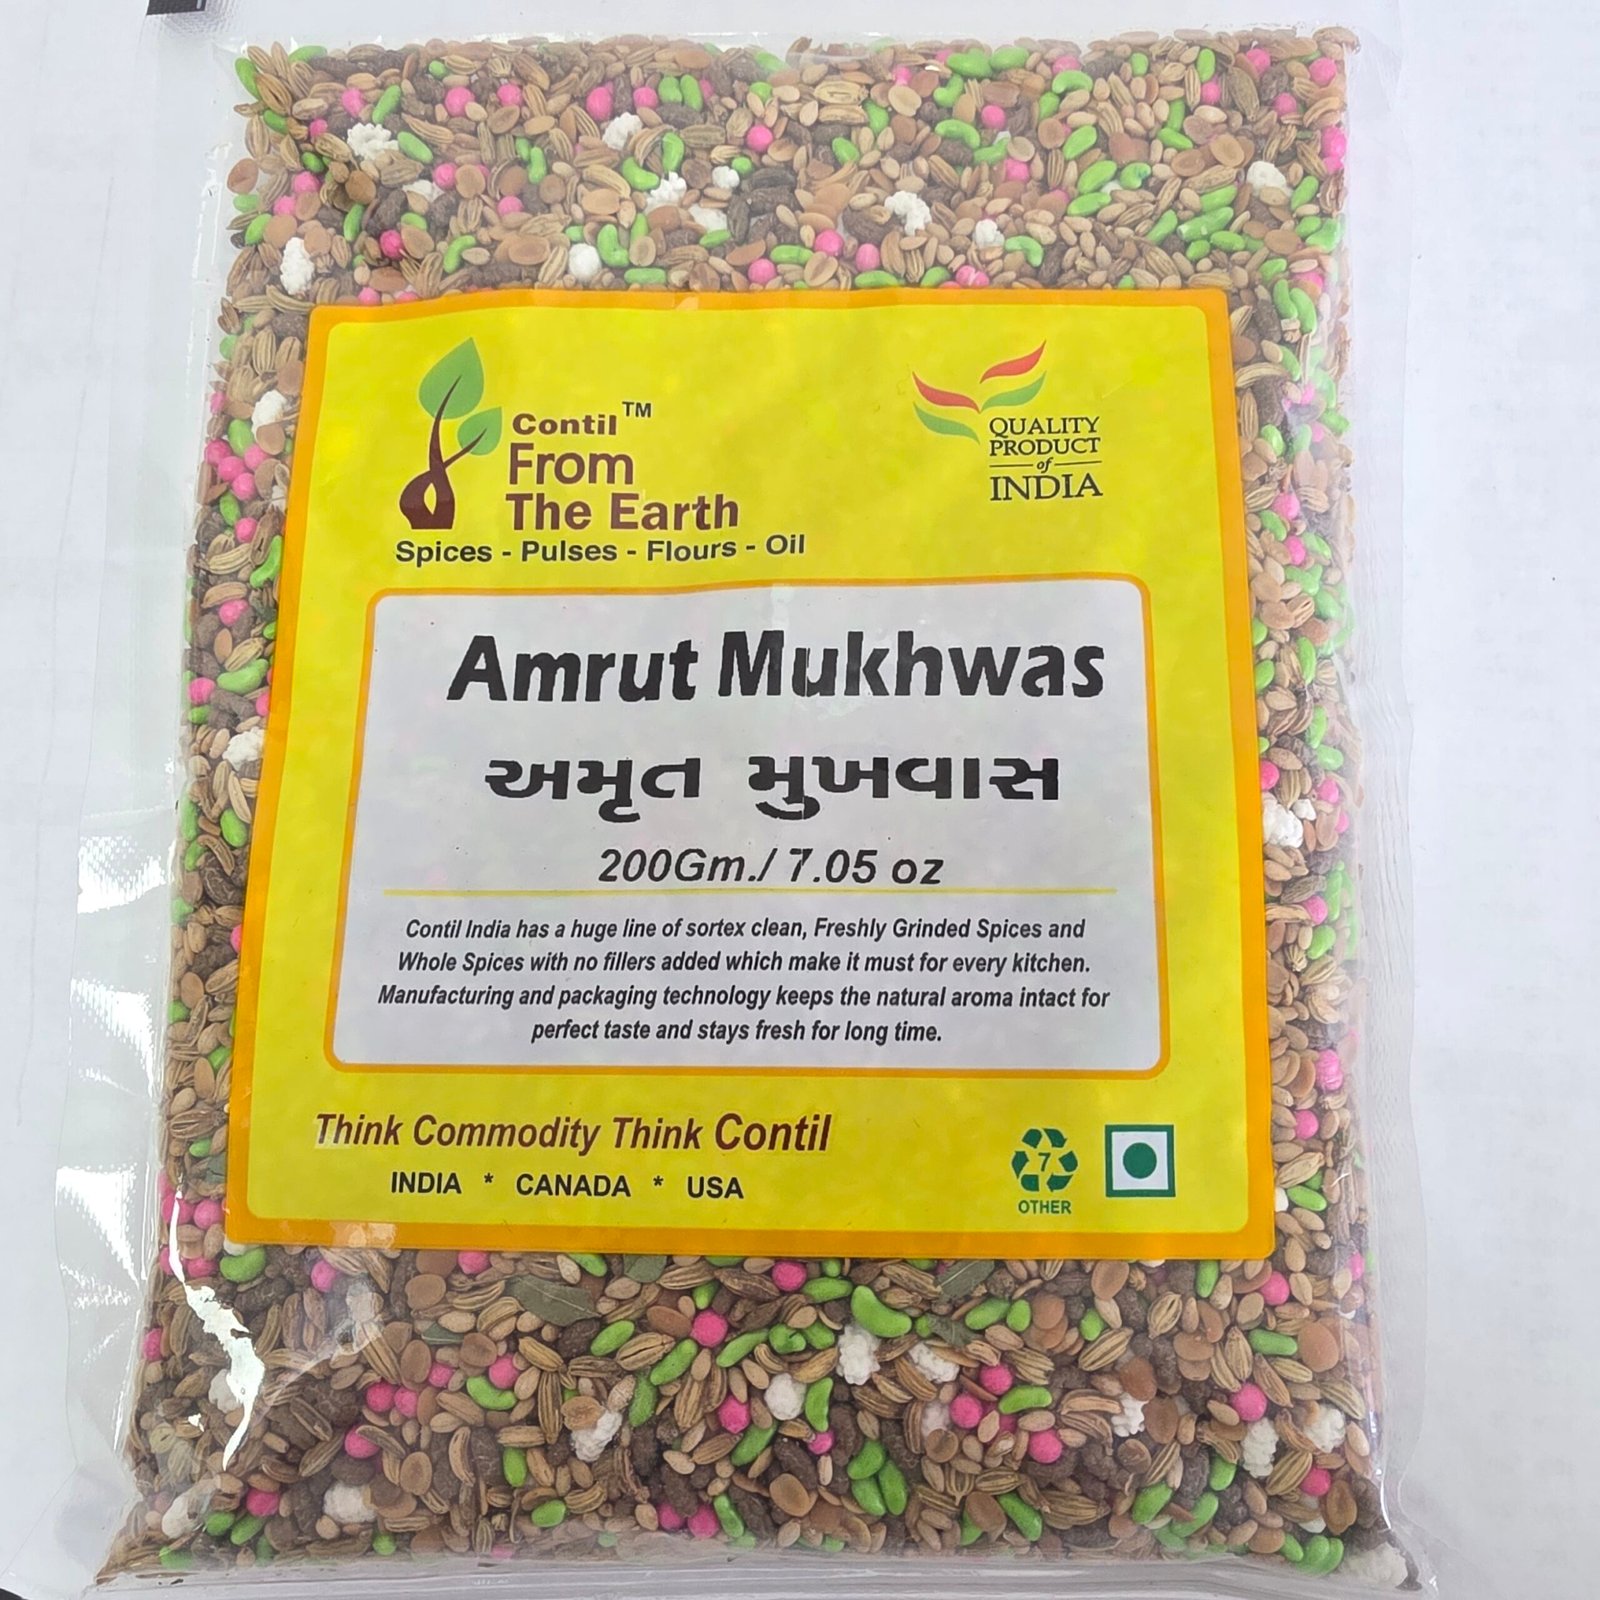 Contil™
From
The Earth
Spices - Pulses - Flours - Oil
QUALITY
PRODUCT
of
INDIA
Amrut Mukhwas
અમૃત મુખવાસ
200Gm./ 7.05 oz
Contil India has a huge line of sortex clean, Freshly Grinded Spices and
Whole Spices with no fillers added which make it must for every kitchen.
Manufacturing and packaging technology keeps the natural aroma intact for
perfect taste and stays fresh for long time.
Think Commodity Think Contil
INDIA * CANADA * USA
7
OTHER